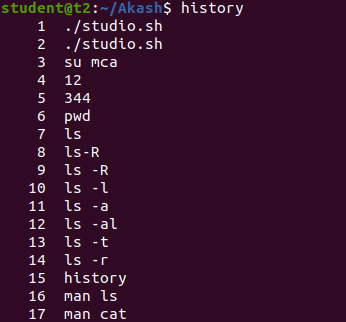 student@t2:~/Akash$ history
1 ./studio.sh
2 ./studio.sh
3 su mca
4 12
5 344
6 pwd
7 ls
8 ls-R
9 ls -R
10 ls -l
11 ls -a
12 ls -al
13 ls -t
14 ls -r
15 history
16 man ls
17 man cat